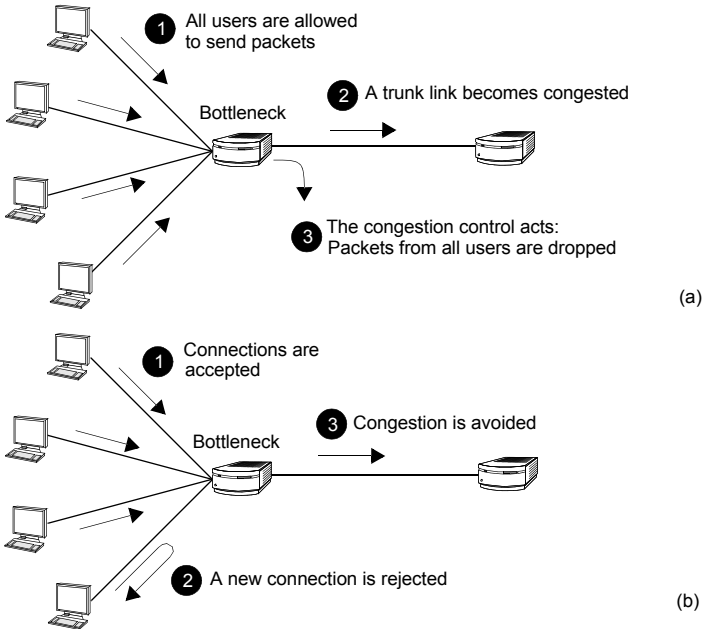 1 All users are allowed
to send packets
Bottleneck
2 A trunk link becomes congested
3 The congestion control acts:
Packets from all users are dropped
(a)
1 Connections are
accepted
Bottleneck
3 Congestion is avoided
2 A new connection is rejected
(b)